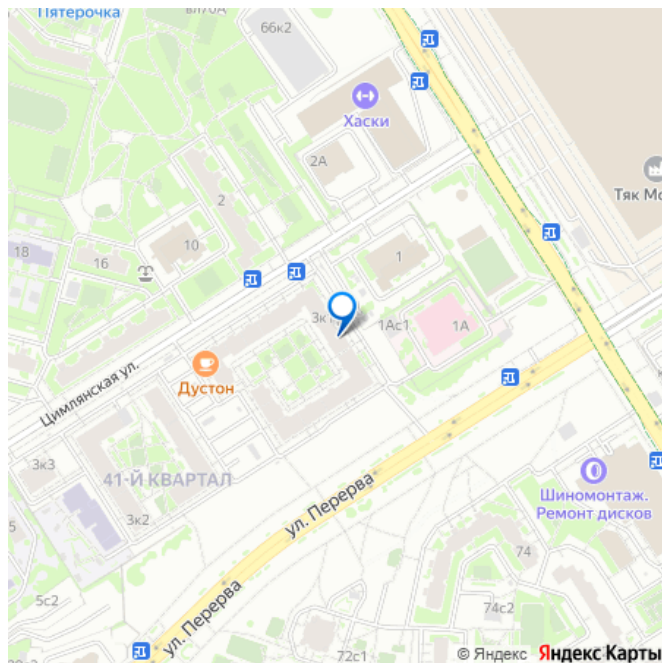 Пятерочка
вл70А
66к2
Хаски
2А
Тяк Мо
2
10
18
16
1
3к1
1Ас1
1А
Дустон
Цимлянская ул.
3к3
41-Й КВАРТАЛ
3к2
ул. Перерва
Шиномонтаж.
Ремонт дисков
74
5с2
74с2
ул. Перерва
72с1
© Яндекс Яндекс Карты